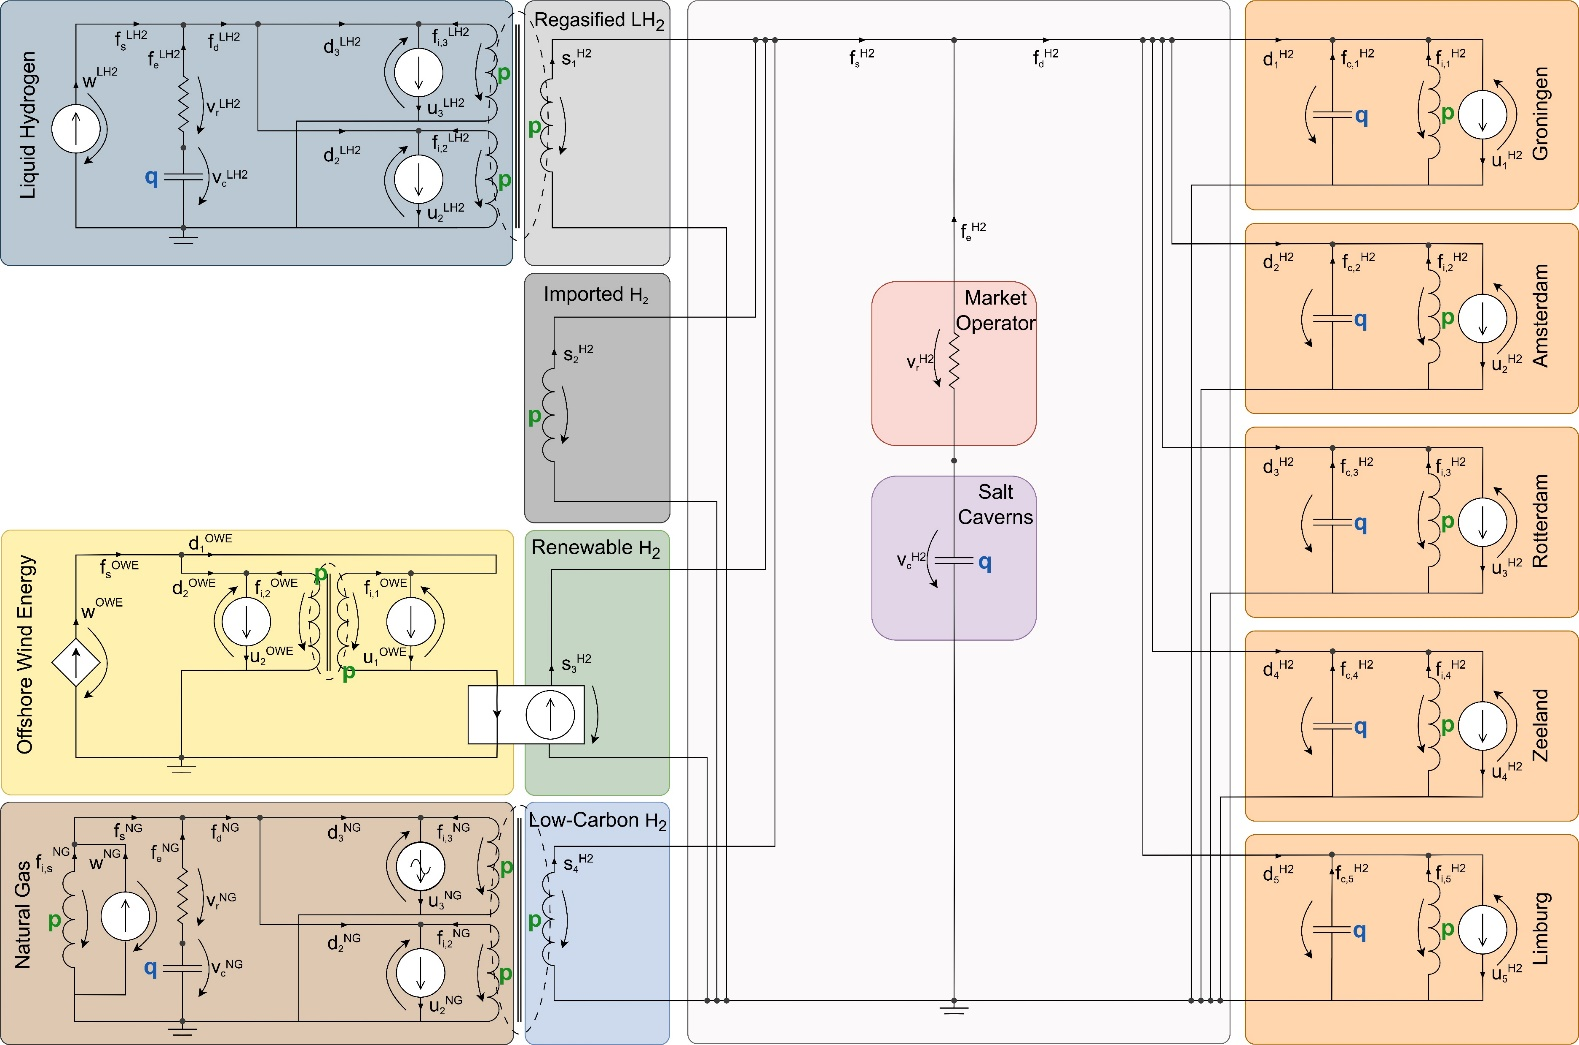 Liquid Hydrogen
w^LH2
f_s^LH2
f_e^LH2
f_d^LH2
v_r^LH2
q
v_c^LH2
d_3^LH2
f_i,3^LH2
u_3^LH2
p
d_2^LH2
f_i,2^LH2
u_2^LH2
p
Regasified LH2
s_1^H2
p
Imported H2
s_2^H2
p
Offshore Wind Energy
w^OWE
f_s^OWE
d_1^OWE
d_2^OWE
f_i,2
u_2^OWE
p
p
f_i,1^OWE
u_1^OWE
Renewable H2
s_3^H2
Natural Gas
f_i,s^NG
p
w^NG
f_s^NG
f_e^NG
f_d^NG
v_r^NG
q
v_c^NG
d_3^NG
f_i,3^NG
u_3^NG
p
d_2^NG
f_i,2^NG
u_2^NG
p
Low-Carbon H2
s_4^H2
p
f_s^H2
f_d^H2
f_e^H2
Market
Operator
v_r^H2
Salt
Caverns
v_c^H2
q
Groningen
d_1^H2
f_c,1^H2
f_i,1^H2
q
p
u_1^H2
Amsterdam
d_2^H2
f_c,2^H2
f_i,2^H2
q
p
u_2^H2
Rotterdam
d_3^H2
f_c,3^H2
f_i,3^H2
q
p
u_3^H2
Zeeland
d_4^H2
f_c,4^H2
f_i,4^H2
q
p
u_4^H2
Limburg
d_5^H2
f_c,5^H2
f_i,5^H2
q
p
u_5^H2